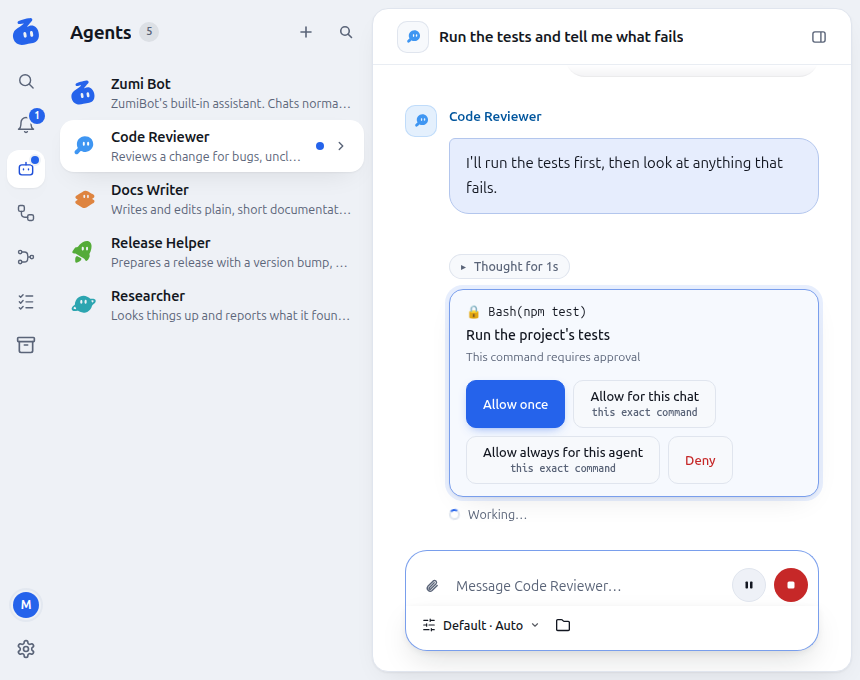 Agents 5
1
Zumi Bot
ZumiBot's built-in assistant. Chats norma…
Code Reviewer
Reviews a change for bugs, uncl…
Docs Writer
Writes and edits plain, short documentat…
Release Helper
Prepares a release with a version bump, …
Researcher
Looks things up and reports what it foun…
M
Run the tests and tell me what fails
Code Reviewer
I'll run the tests first, then look at anything that
fails.
Thought for 1s
Bash(npm test)
Run the project's tests
This command requires approval
Allow once
Allow for this chat
this exact command
Allow always for this agent
this exact command
Deny
Working…
Message Code Reviewer…
Default · Auto